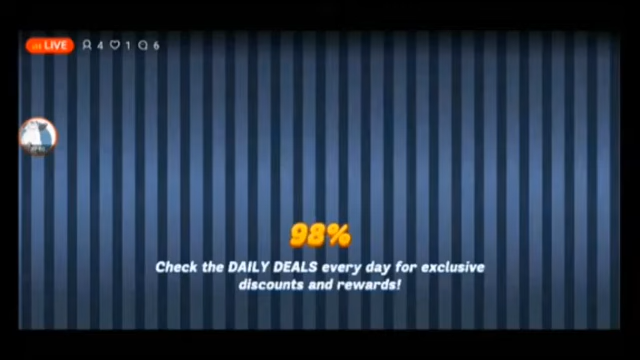 LIVE 4 1 6
98%
Check the DAILY DEALS every day for exclusive
discounts and rewards!